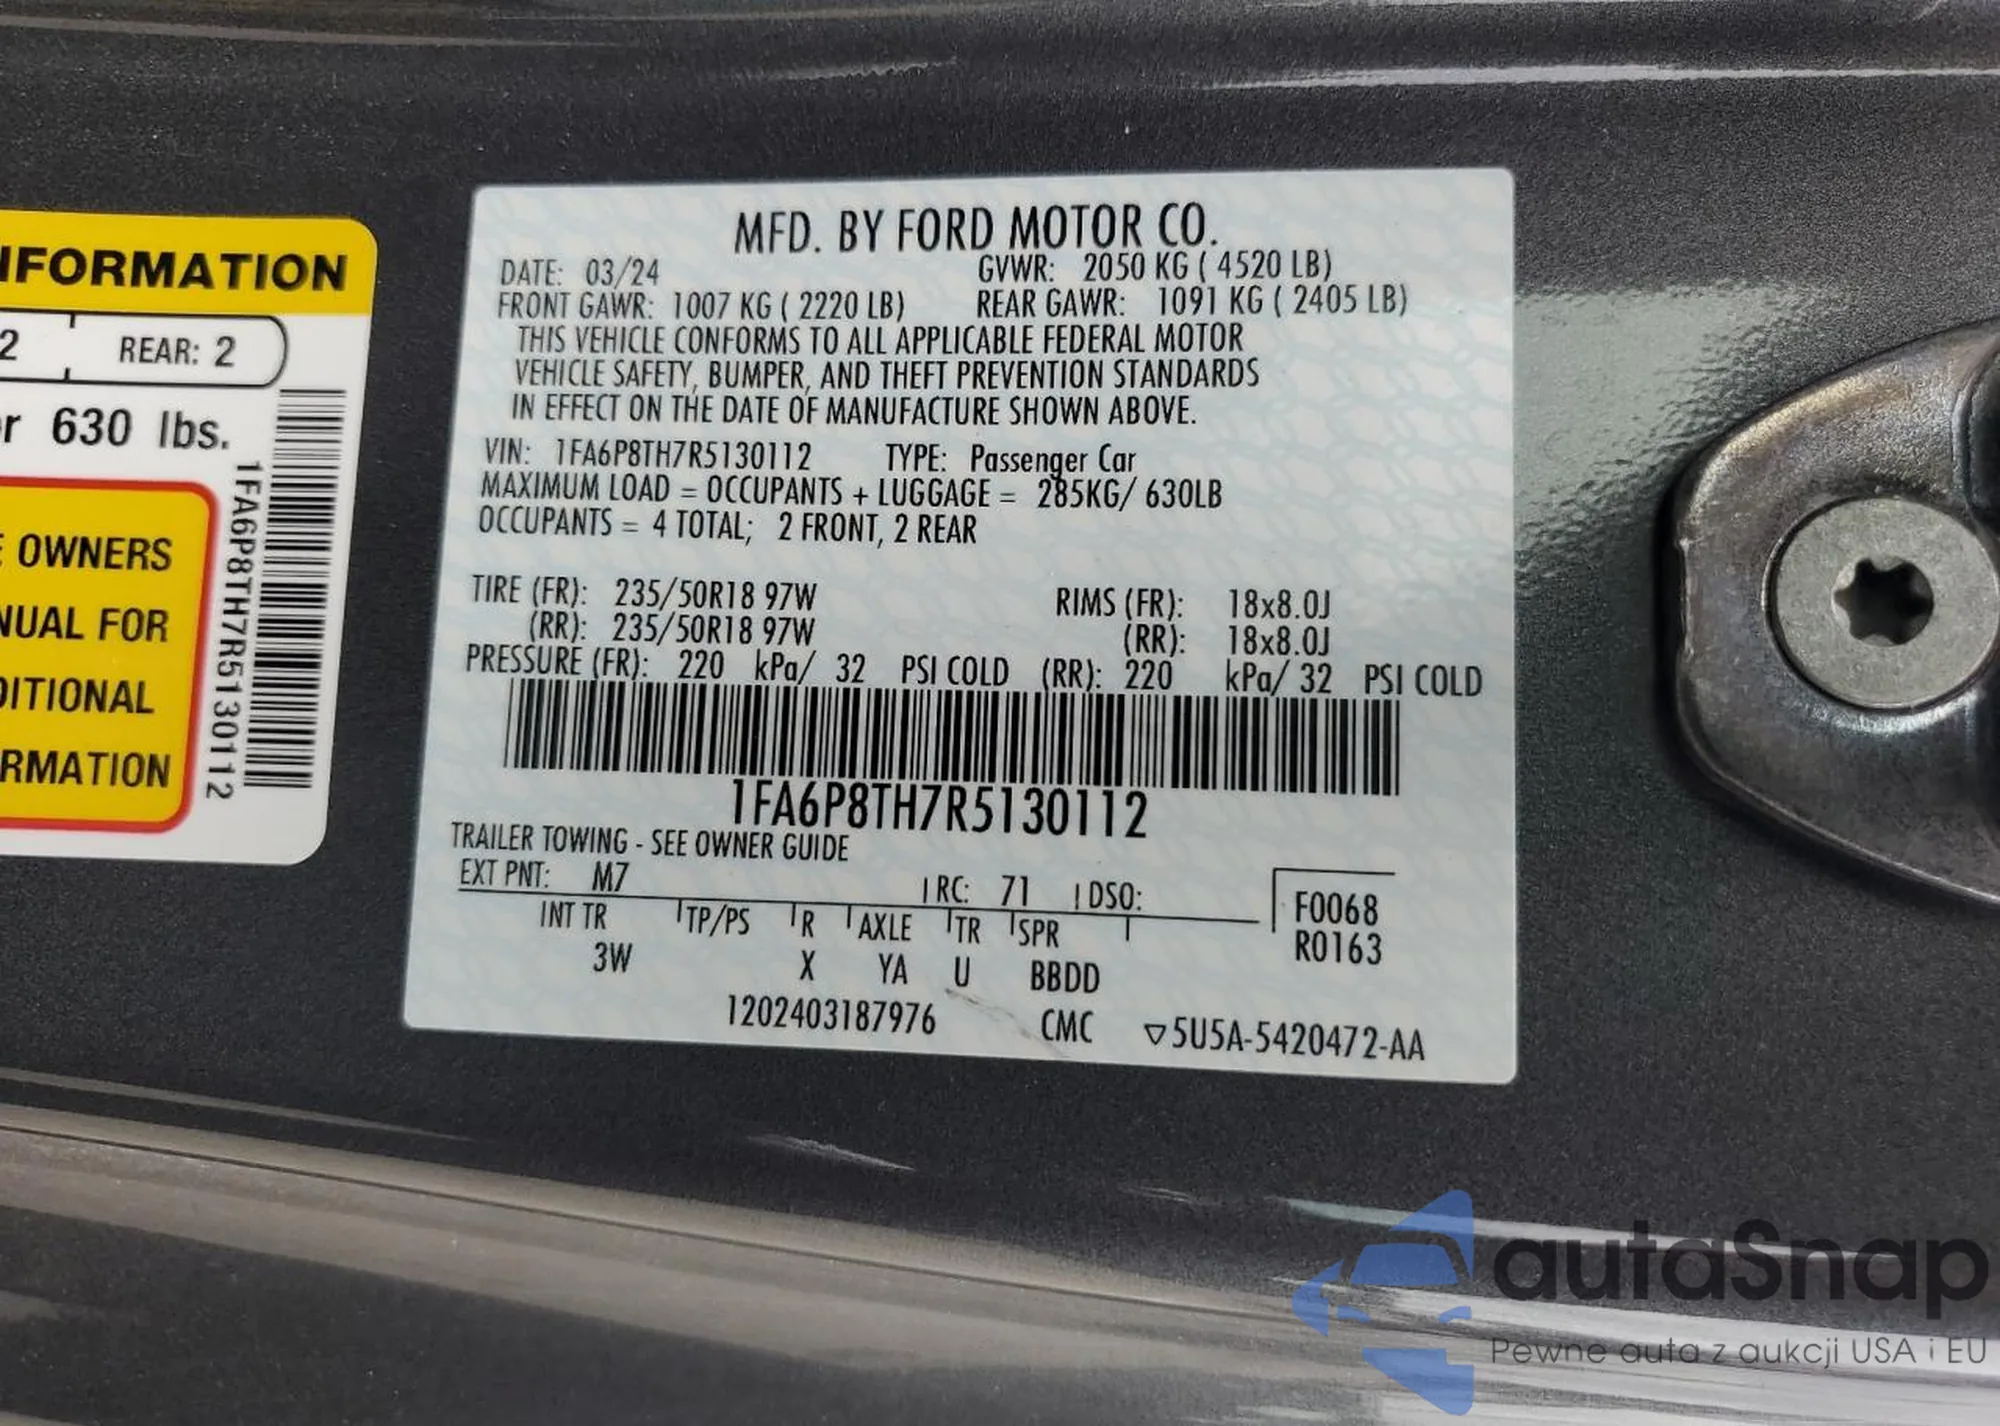 NFORMATION
2 REAR: 2
630 lbs.
OWNERS
NUAL FOR
DITIONAL
RMATION
1FA6P8TH7R5130112
MFD. BY FORD MOTOR CO.
DATE: 03/24 GVWR: 2050 KG ( 4520 LB)
FRONT GAWR: 1007 KG ( 2220 LB) REAR GAWR: 1091 KG ( 2405 LB)
THIS VEHICLE CONFORMS TO ALL APPLICABLE FEDERAL MOTOR
VEHICLE SAFETY, BUMPER, AND THEFT PREVENTION STANDARDS
IN EFFECT ON THE DATE OF MANUFACTURE SHOWN ABOVE.
VIN: 1FA6P8TH7R5130112 TYPE: Passenger Car
MAXIMUM LOAD = OCCUPANTS + LUGGAGE = 285KG/ 630LB
OCCUPANTS = 4 TOTAL; 2 FRONT, 2 REAR
TIRE (FR): 235/50R18 97W RIMS (FR): 18x8.0J
(RR): 235/50R18 97W (RR): 18x8.0J
PRESSURE (FR): 220 kPa/ 32 PSI COLD (RR): 220 kPa/ 32 PSI COLD
1FA6P8TH7R5130112
TRAILER TOWING - SEE OWNER GUIDE
EXT PNT: M7 RC: 71 DSO:
F0068
INT TR TP/PS R AXLE TR SPR
R0163
3W X YA U BBDD
1202403187976 CMC ▽5U5A-5420472-AA
autaSnap
Pewne auta z aukcji USA i EU